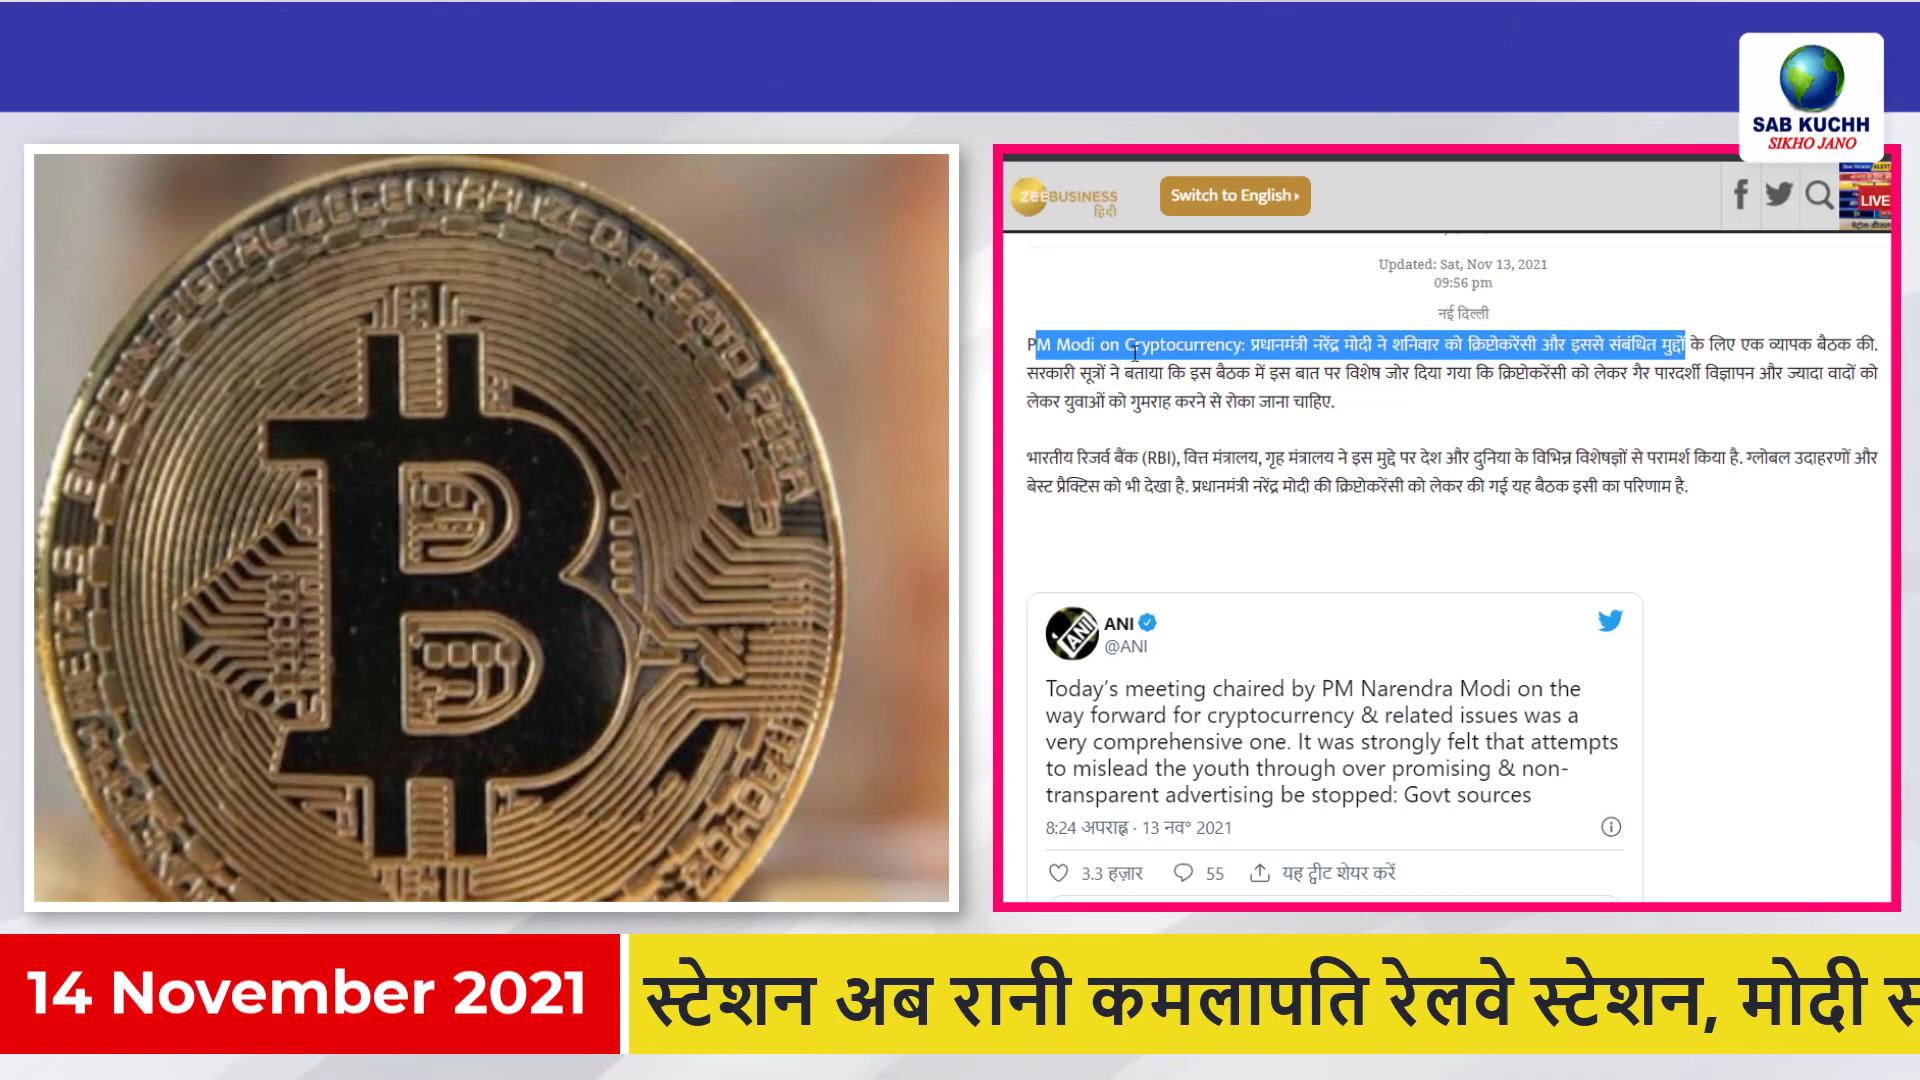 SAB KUCHH
SIKHO JANO
BITCOIN
DIGITAL
DECENTRALIZED
PEER TO PEER
ZEEBUSINESS
हिंदी
Switch to English
LIVE
Updated: Sat, Nov 13, 2021
09:56 pm
नई दिल्ली
PM Modi on Cryptocurrency: प्रधानमंत्री नरेंद्र मोदी ने शनिवार को क्रिप्टोकरेंसी और इससे संबंधित मुद्दों के लिए एक व्यापक बैठक की.
सरकारी सूत्रों ने बताया कि इस बैठक में इस बात पर विशेष जोर दिया गया कि क्रिप्टोकरेंसी को लेकर गैर पारदर्शी विज्ञापन और ज्यादा वादों को
लेकर युवाओं को गुमराह करने से रोका जाना चाहिए.
भारतीय रिजर्व बैंक (RBI), वित्त मंत्रालय, गृह मंत्रालय ने इस मुद्दे पर देश और दुनिया के विभिन्न विशेषज्ञों से परामर्श किया है. ग्लोबल उदाहरणों और
बेस्ट प्रैक्टिस को भी देखा है. प्रधानमंत्री नरेंद्र मोदी की क्रिप्टोकरेंसी को लेकर की गई यह बैठक इसी का परिणाम है.
ANI
@ANI
Today's meeting chaired by PM Narendra Modi on the
way forward for cryptocurrency & related issues was a
very comprehensive one. It was strongly felt that attempts
to mislead the youth through over promising & non-
transparent advertising be stopped: Govt sources
8:24 अपराह्न · 13 नव॰ 2021
3.3 हज़ार 55 यह ट्वीट शेयर करें
14 November 2021
स्टेशन अब रानी कमलापति रेलवे स्टेशन, मोदी स